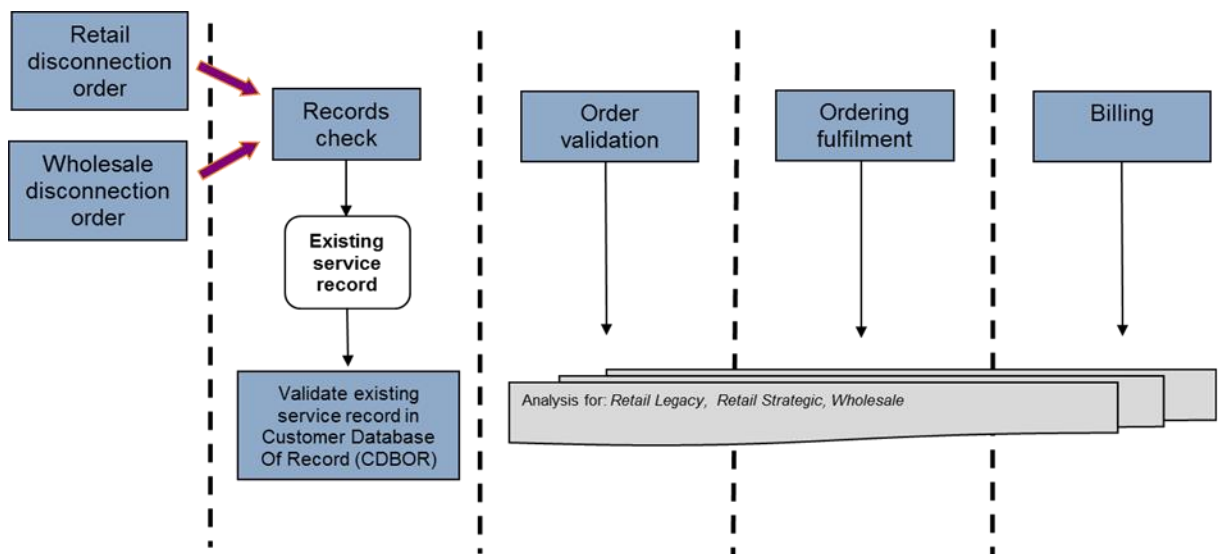 Retail
disconnection
order
Wholesale
disconnection
order
Records
check
Existing
service
record
Validate existing
service record in
Customer Database
Of Record (CDBOR)
Order
validation
Ordering
fulfilment
Billing
Analysis for: Retail Legacy, Retail Strategic, Wholesale